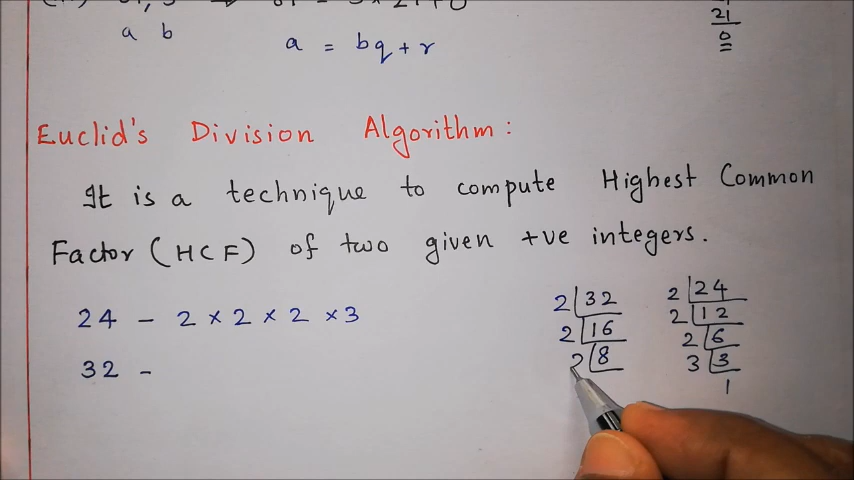 21
0
a b
a = bq + r
Euclid's Division Algorithm :
It is a technique to compute Highest Common
Factor (HCF) of two given +ve integers.
24 - 2 × 2 × 2 × 3
32 -
2 32
2 16
2 8
2 24
2 12
2 6
3 3
1